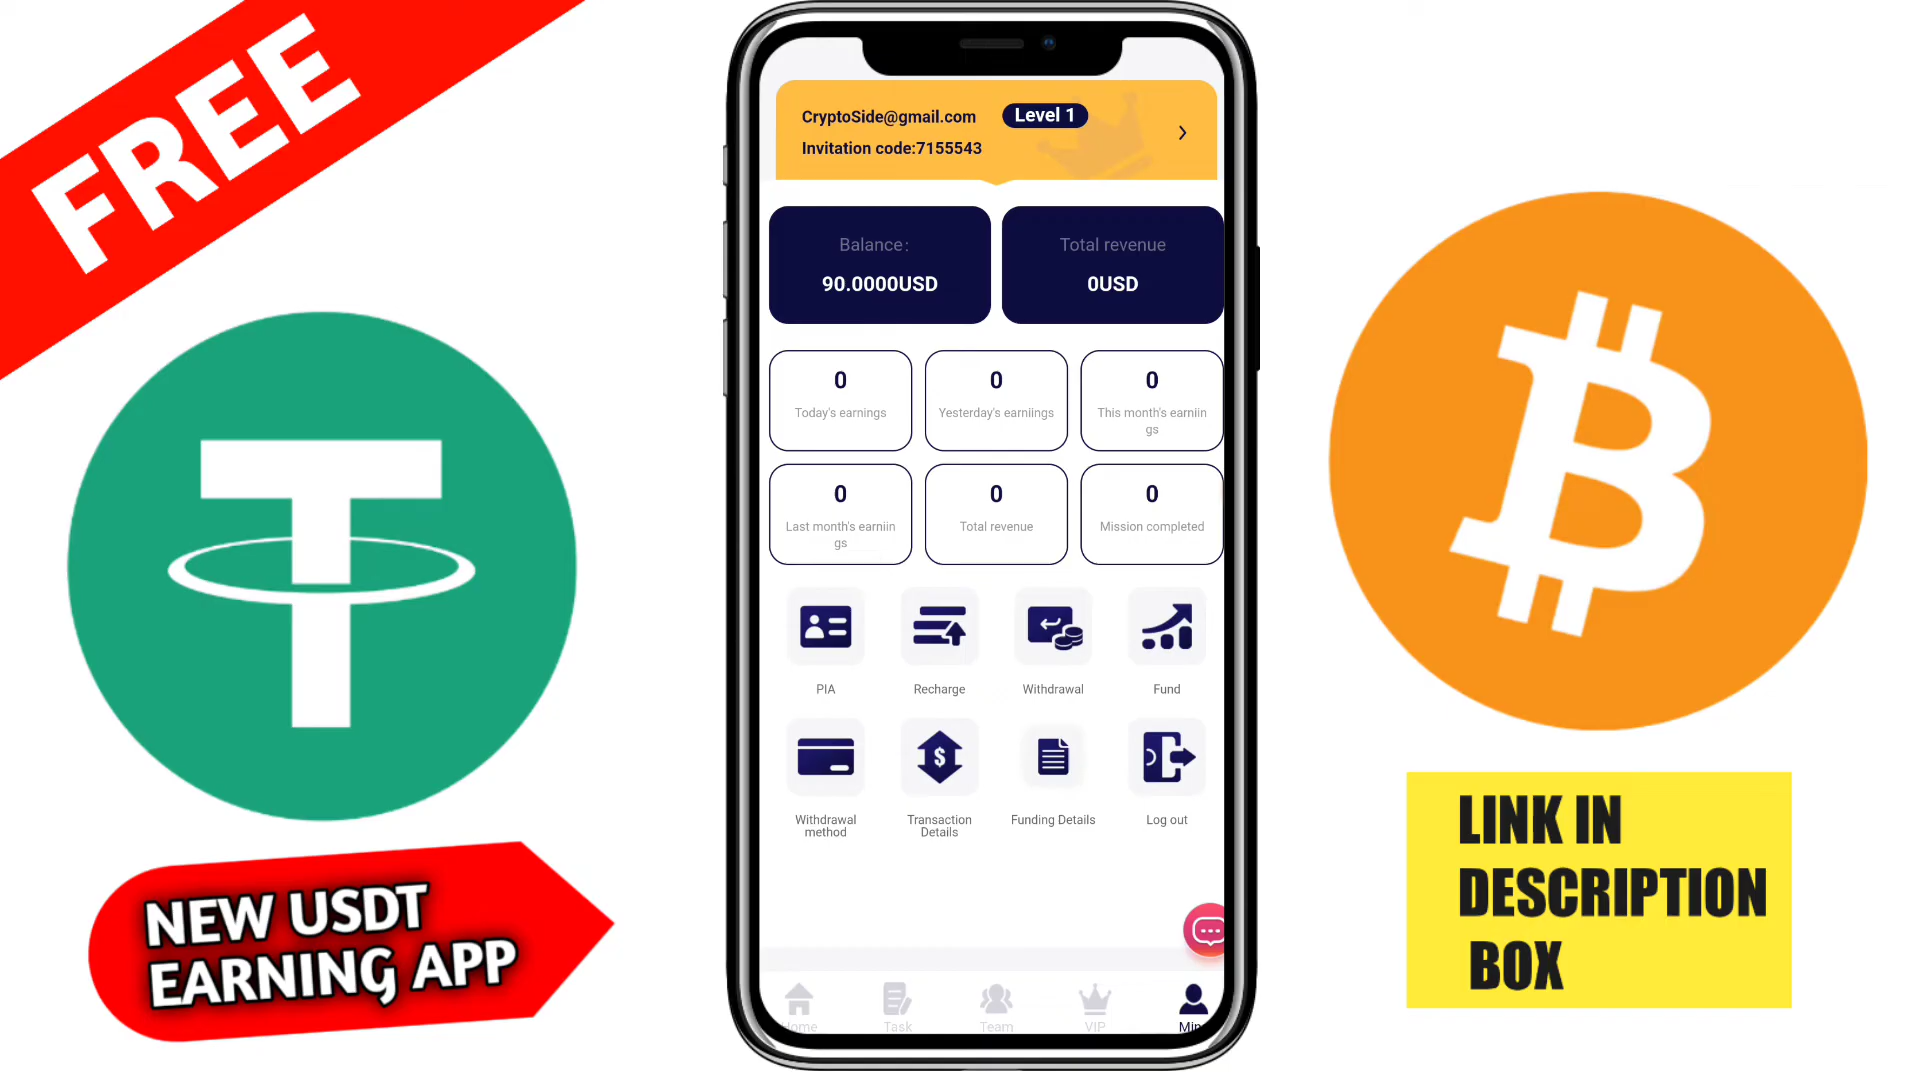 FREE
CryptoSide@gmail.com
Level 1
Invitation code:7155543
Balance:
90.0000USD
Total revenue
0USD
0
Today's earnings
0
Yesterday's earniings
0
This month's earniin
gs
0
Last month's earniin
gs
0
Total revenue
0
Mission completed
PIA
Recharge
Withdrawal
Fund
Withdrawal
method
Transaction
Details
Funding Details
Log out
Home
Task
Team
VIP
Min
NEW USDT
EARNING APP
LINK IN
DESCRIPTION
BOX